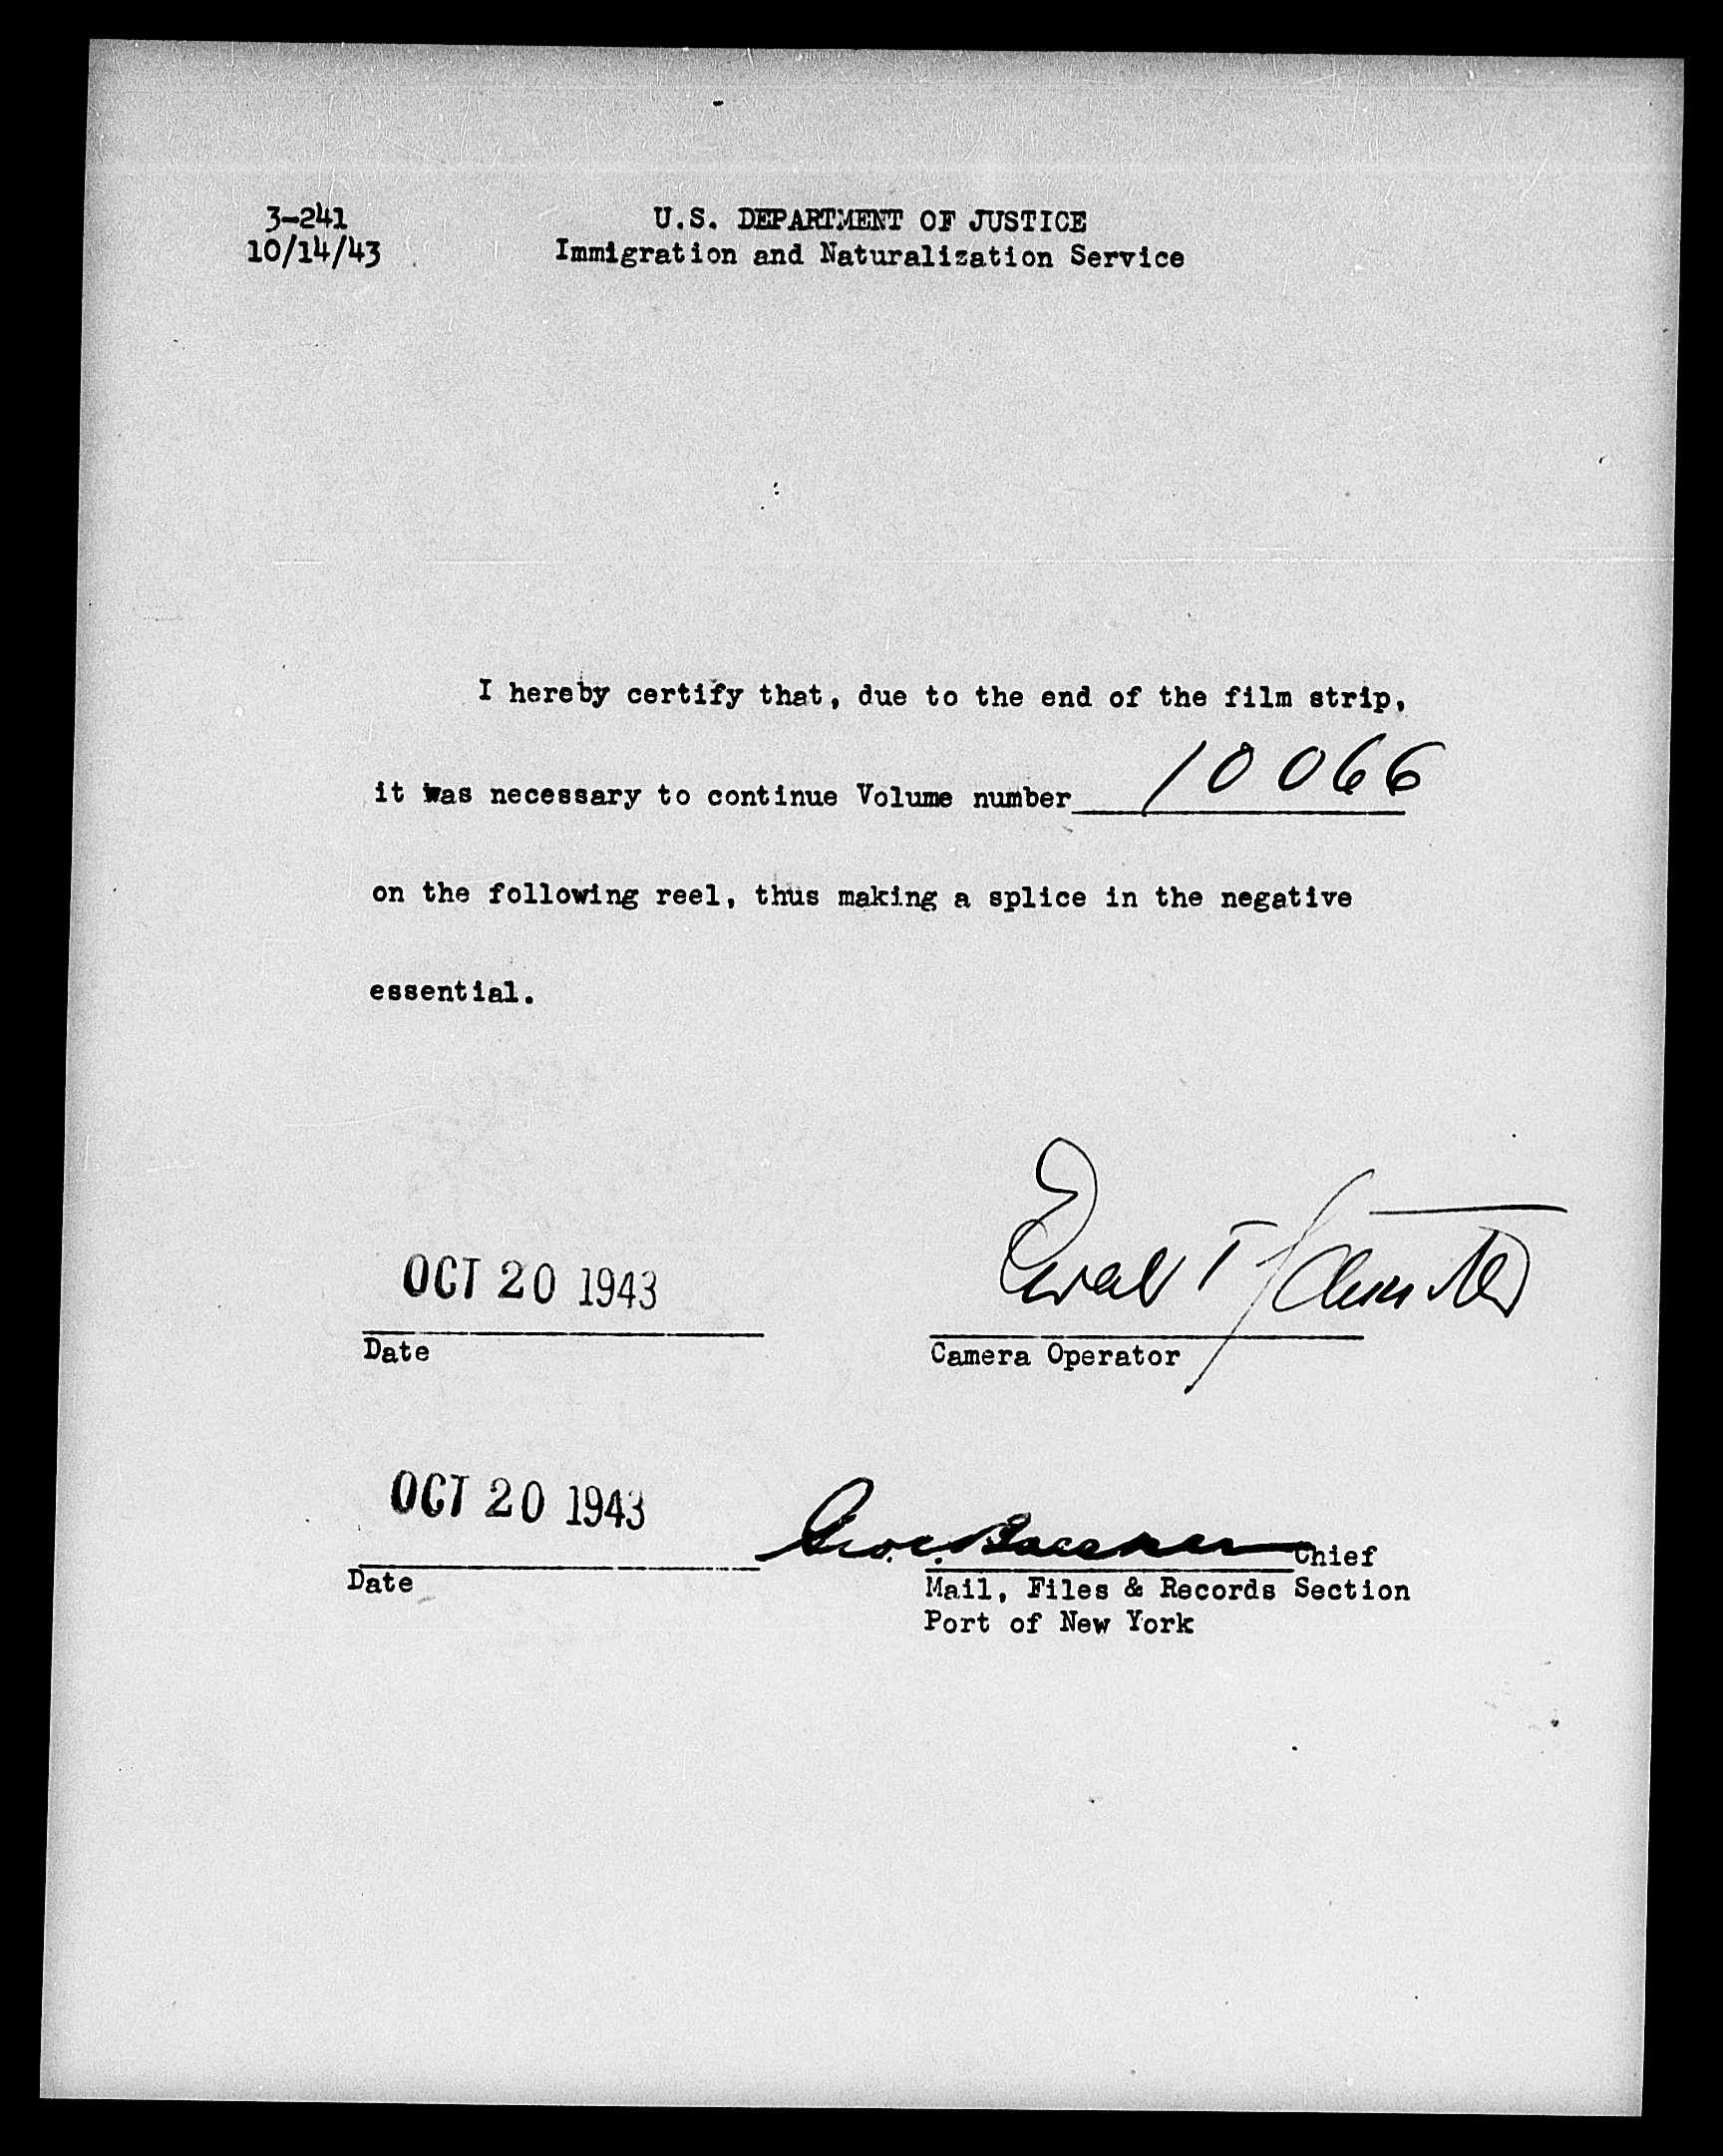 3-241
10/14/43
U.S. DEPARTMENT OF JUSTICE
Immigration and Naturalization Service
I hereby certify that, due to the end of the film strip,
it was necessary to continue Volume number 10066
on the following reel, thus making a splice in the negative
essential.
OCT 20 1943
Date
Camera Operator
OCT 20 1943
Date
Geo. Chief
Mail, Files & Records Section
Port of New York